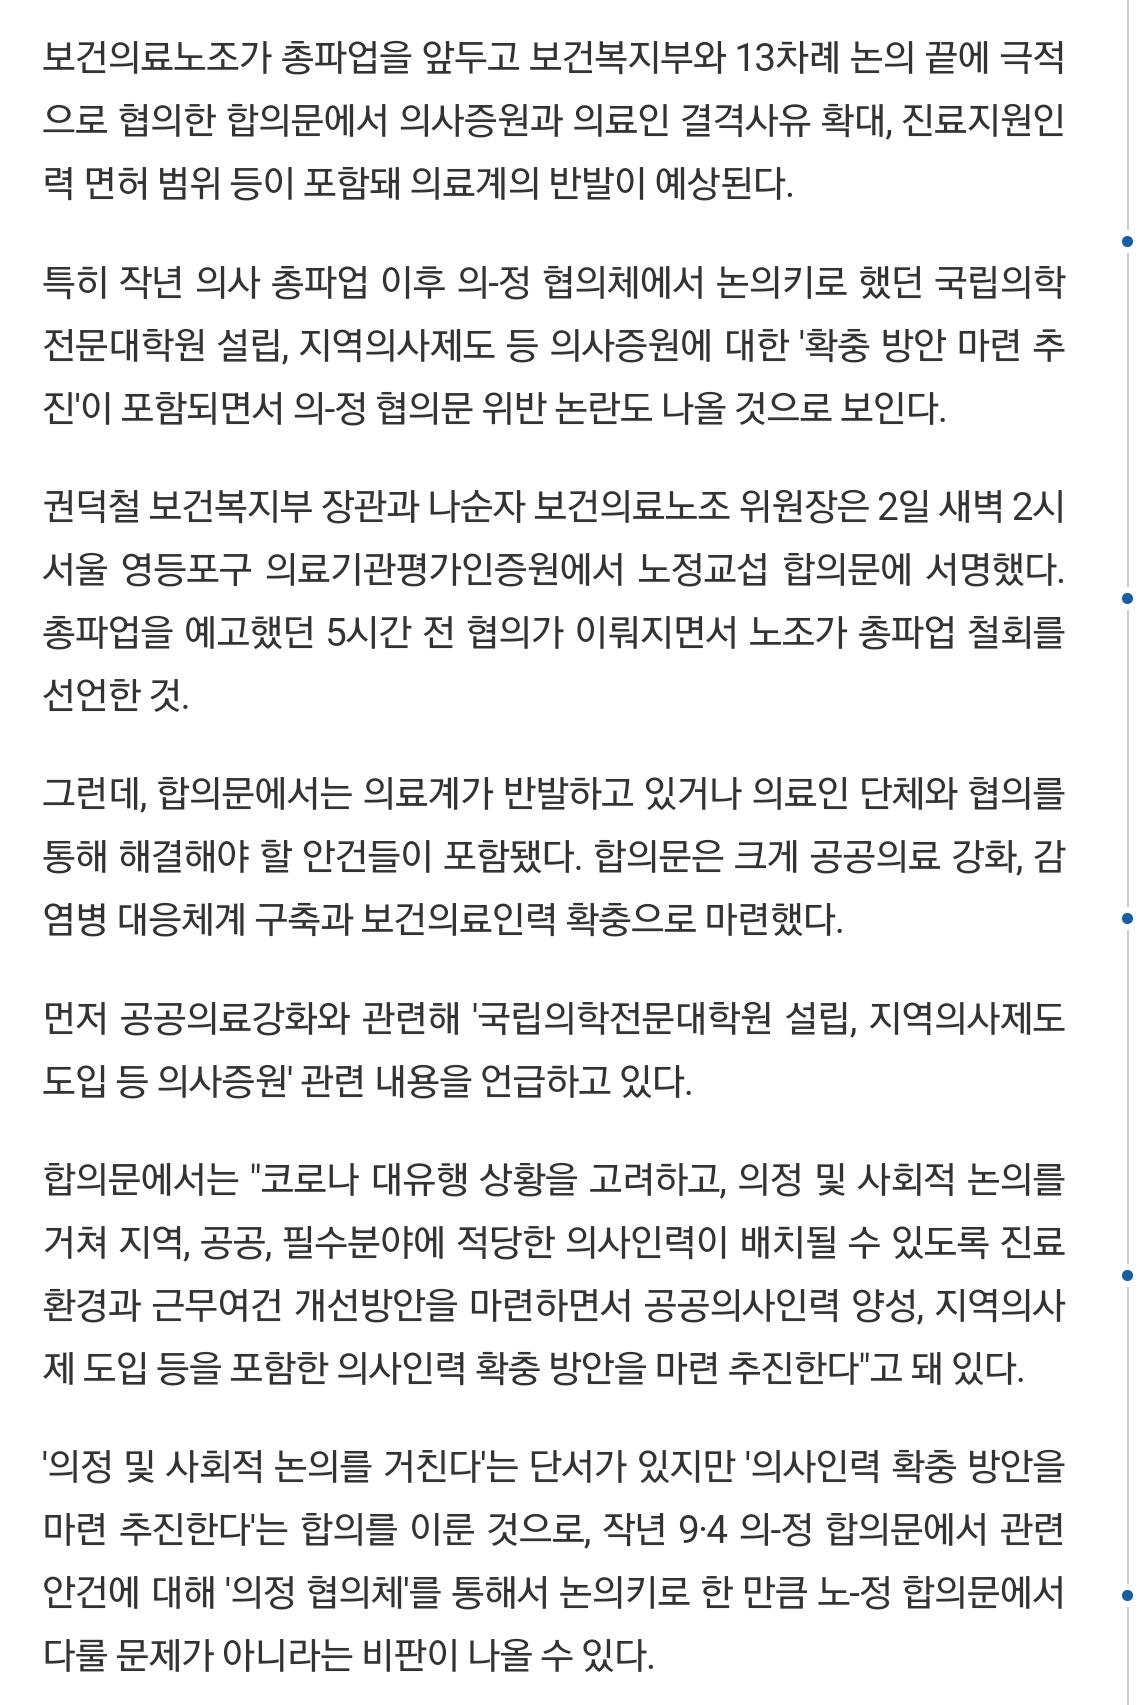 보건의료노조가 총파업을 앞두고 보건복지부와 13차례 논의 끝에 극적
으로 협의한 합의문에서 의사증원과 의료인 결격사유 확대, 진료지원인
력 면허 범위 등이 포함돼 의료계의 반발이 예상된다.
특히 작년 의사 총파업 이후 의-정 협의체에서 논의키로 했던 국립의학
전문대학원 설립, 지역의사제도 등 의사증원에 대한 '확충 방안 마련 추
진'이 포함되면서 의-정 협의문 위반 논란도 나올 것으로 보인다.
권덕철 보건복지부 장관과 나순자 보건의료노조 위원장은 2일 새벽 2시
서울 영등포구 의료기관평가인증원에서 노정교섭 합의문에 서명했다.
총파업을 예고했던 5시간 전 협의가 이뤄지면서 노조가 총파업 철회를
선언한 것.
그런데, 합의문에서는 의료계가 반발하고 있거나 의료인 단체와 협의를
통해 해결해야 할 안건들이 포함됐다. 합의문은 크게 공공의료 강화, 감
염병 대응체계 구축과 보건의료인력 확충으로 마련했다.
먼저 공공의료강화와 관련해 '국립의학전문대학원 설립, 지역의사제도
도입 등 의사증원' 관련 내용을 언급하고 있다.
합의문에서는 "코로나 대유행 상황을 고려하고, 의정 및 사회적 논의를
거쳐 지역, 공공, 필수분야에 적당한 의사인력이 배치될 수 있도록 진료
환경과 근무여건 개선방안을 마련하면서 공공의사인력 양성, 지역의사
제 도입 등을 포함한 의사인력 확충 방안을 마련 추진한다"고 돼 있다.
'의정 및 사회적 논의를 거친다'는 단서가 있지만 '의사인력 확충 방안을
마련 추진한다'는 합의를 이룬 것으로, 작년 9·4 의-정 합의문에서 관련
안건에 대해 '의정 협의체'를 통해서 논의키로 한 만큼 노-정 합의문에서
다룰 문제가 아니라는 비판이 나올 수 있다.